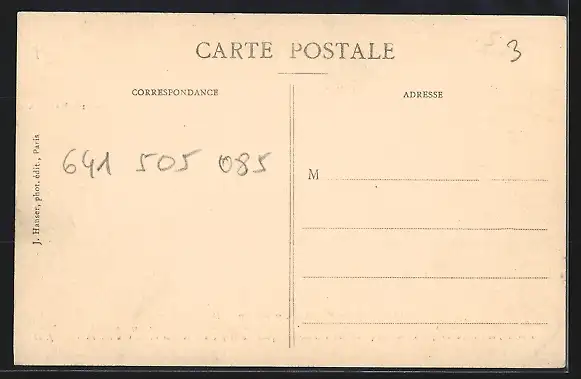 CARTE POSTALE
3
CORRESPONDANCE
ADRESSE
641 505 085
M
J. Hauser, phot. édit., Paris